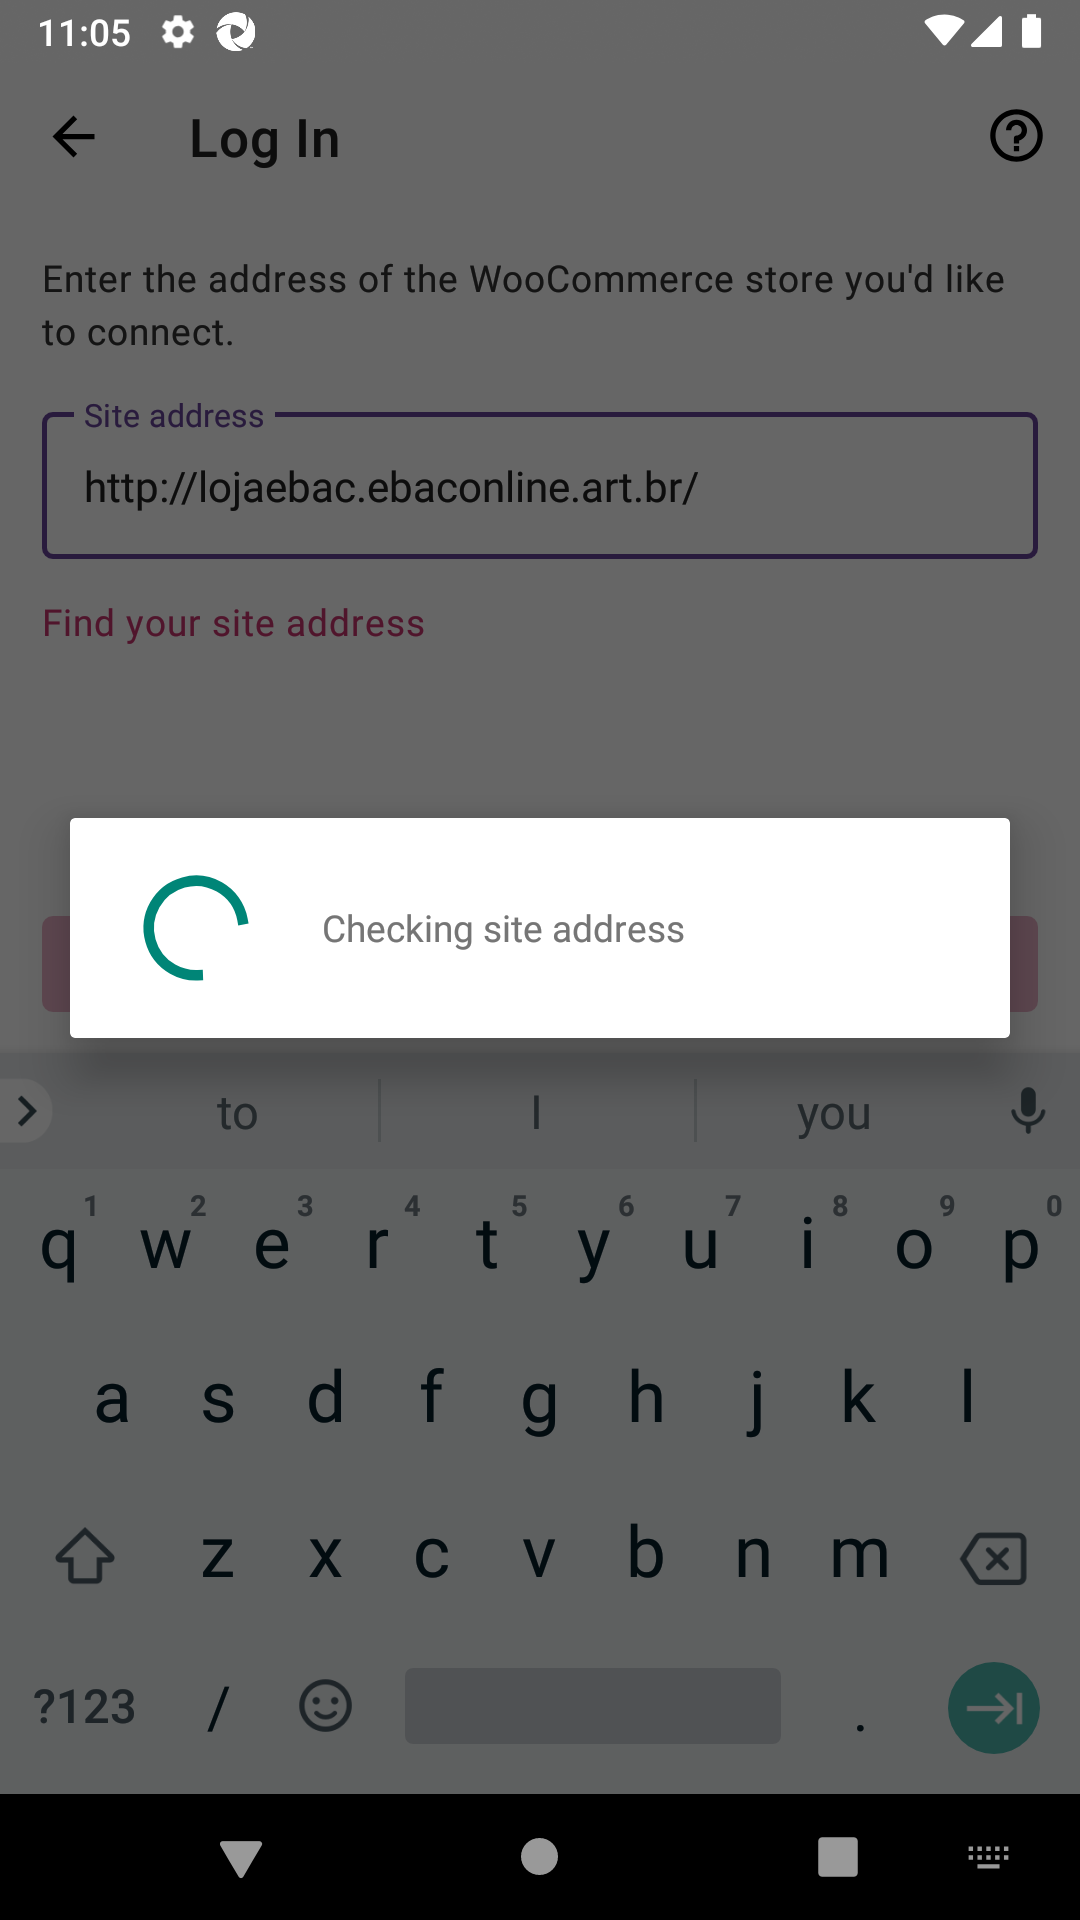 11:05
Log In
Enter the address of the WooCommerce store you'd like
to connect.
Site address
http://lojaebac.ebaconline.art.br/
Find your site address
Checking site address
to I you
1 2 3 4 5 6 7 8 9 0
q w e r t y u i o p
a s d f g h j k l
z x c v b n m
?123 / .